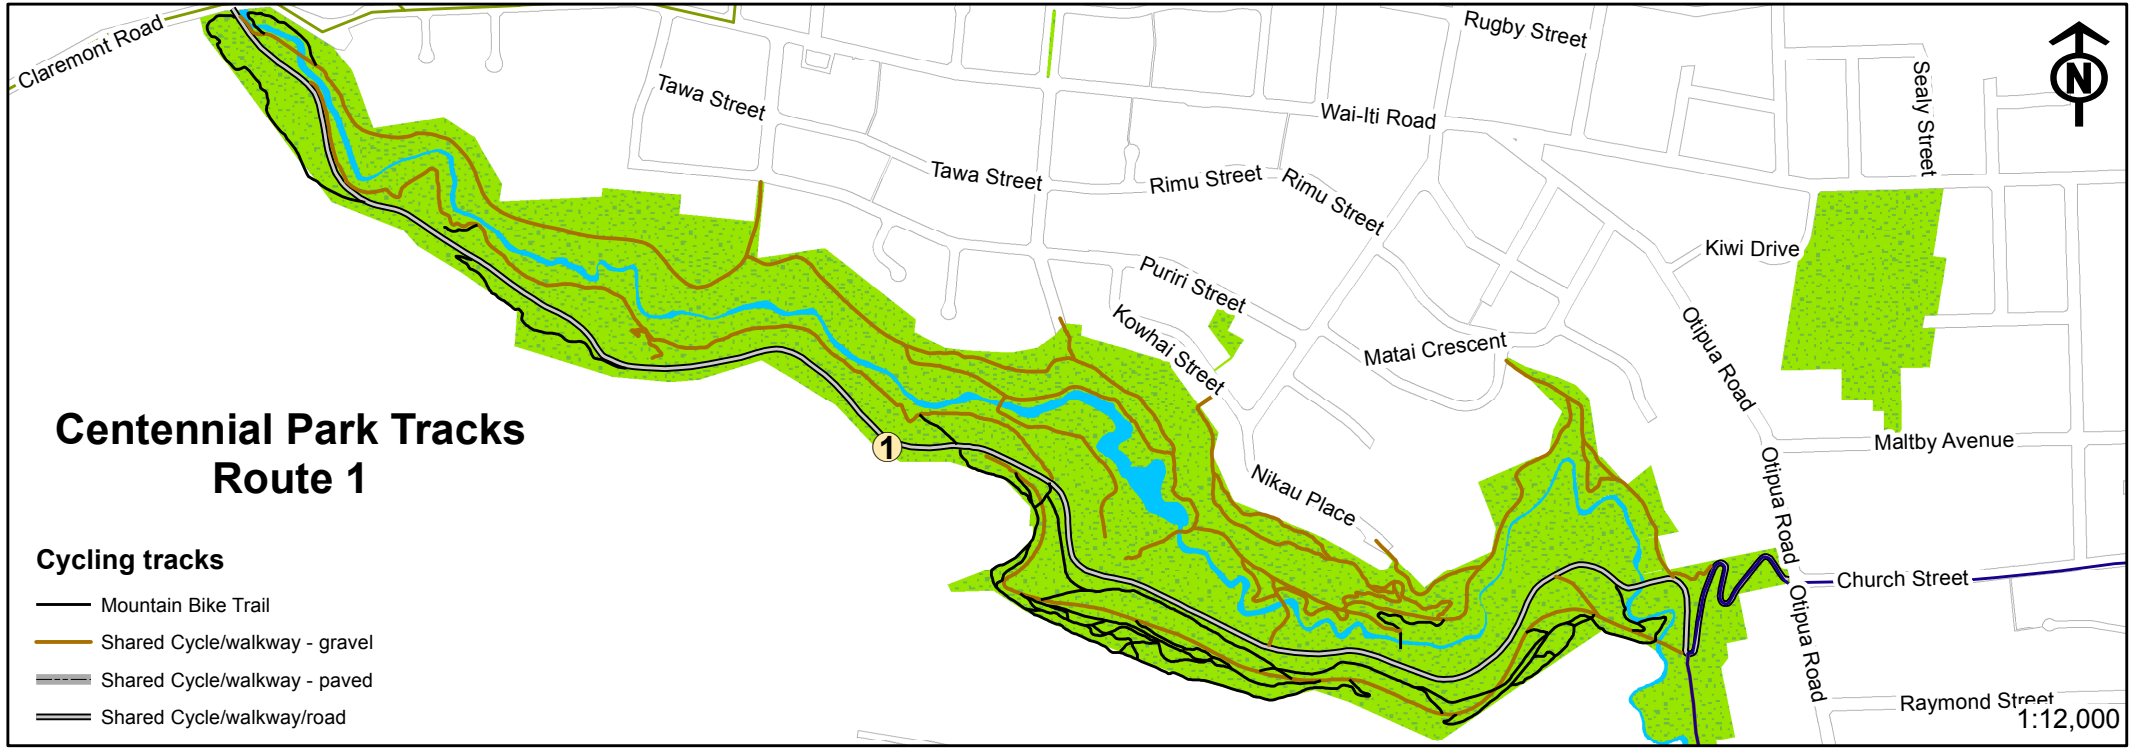 Claremont Road
Rugby Street
N
Tawa Street
Wai-Iti Road
Sealy Street
Tawa Street
Rimu Street
Rimu Street
Kiwi Drive
Puriri Street
Kowhai Street
Matai Crescent
Otipua Road
Centennial Park Tracks
Route 1
1
Maltby Avenue
Otipua Road
Nikau Place
Church Street
Otipua Road
Cycling tracks
Mountain Bike Trail
Shared Cycle/walkway - gravel
Shared Cycle/walkway - paved
Shared Cycle/walkway/road
Raymond Street
1:12,000